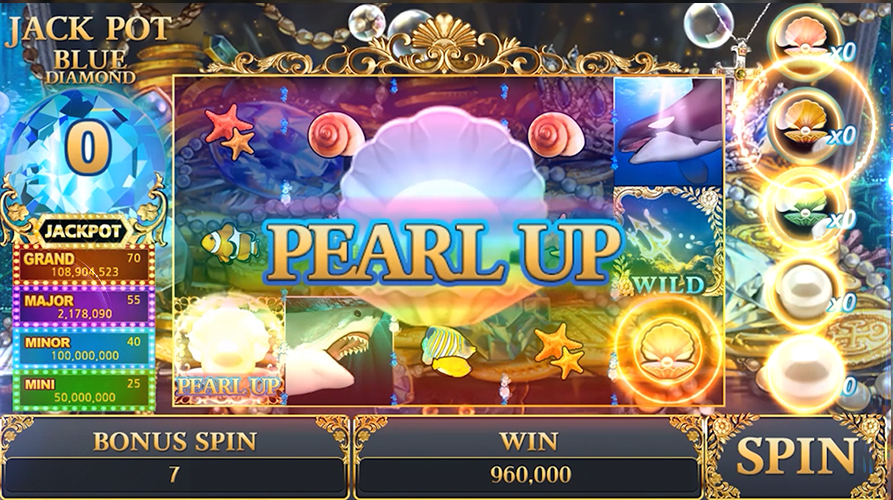 JACK POT
BLUE
DIAMOND
0
JACKPOT
GRAND 70
108,904,523
MAJOR 55
2,178,090
MINOR 40
100,000,000
MINI 25
50,000,000
PEARL UP
WILD
PEARL UP
x0
x0
x0
x0
0
BONUS SPIN
7
WIN
960,000
SPIN